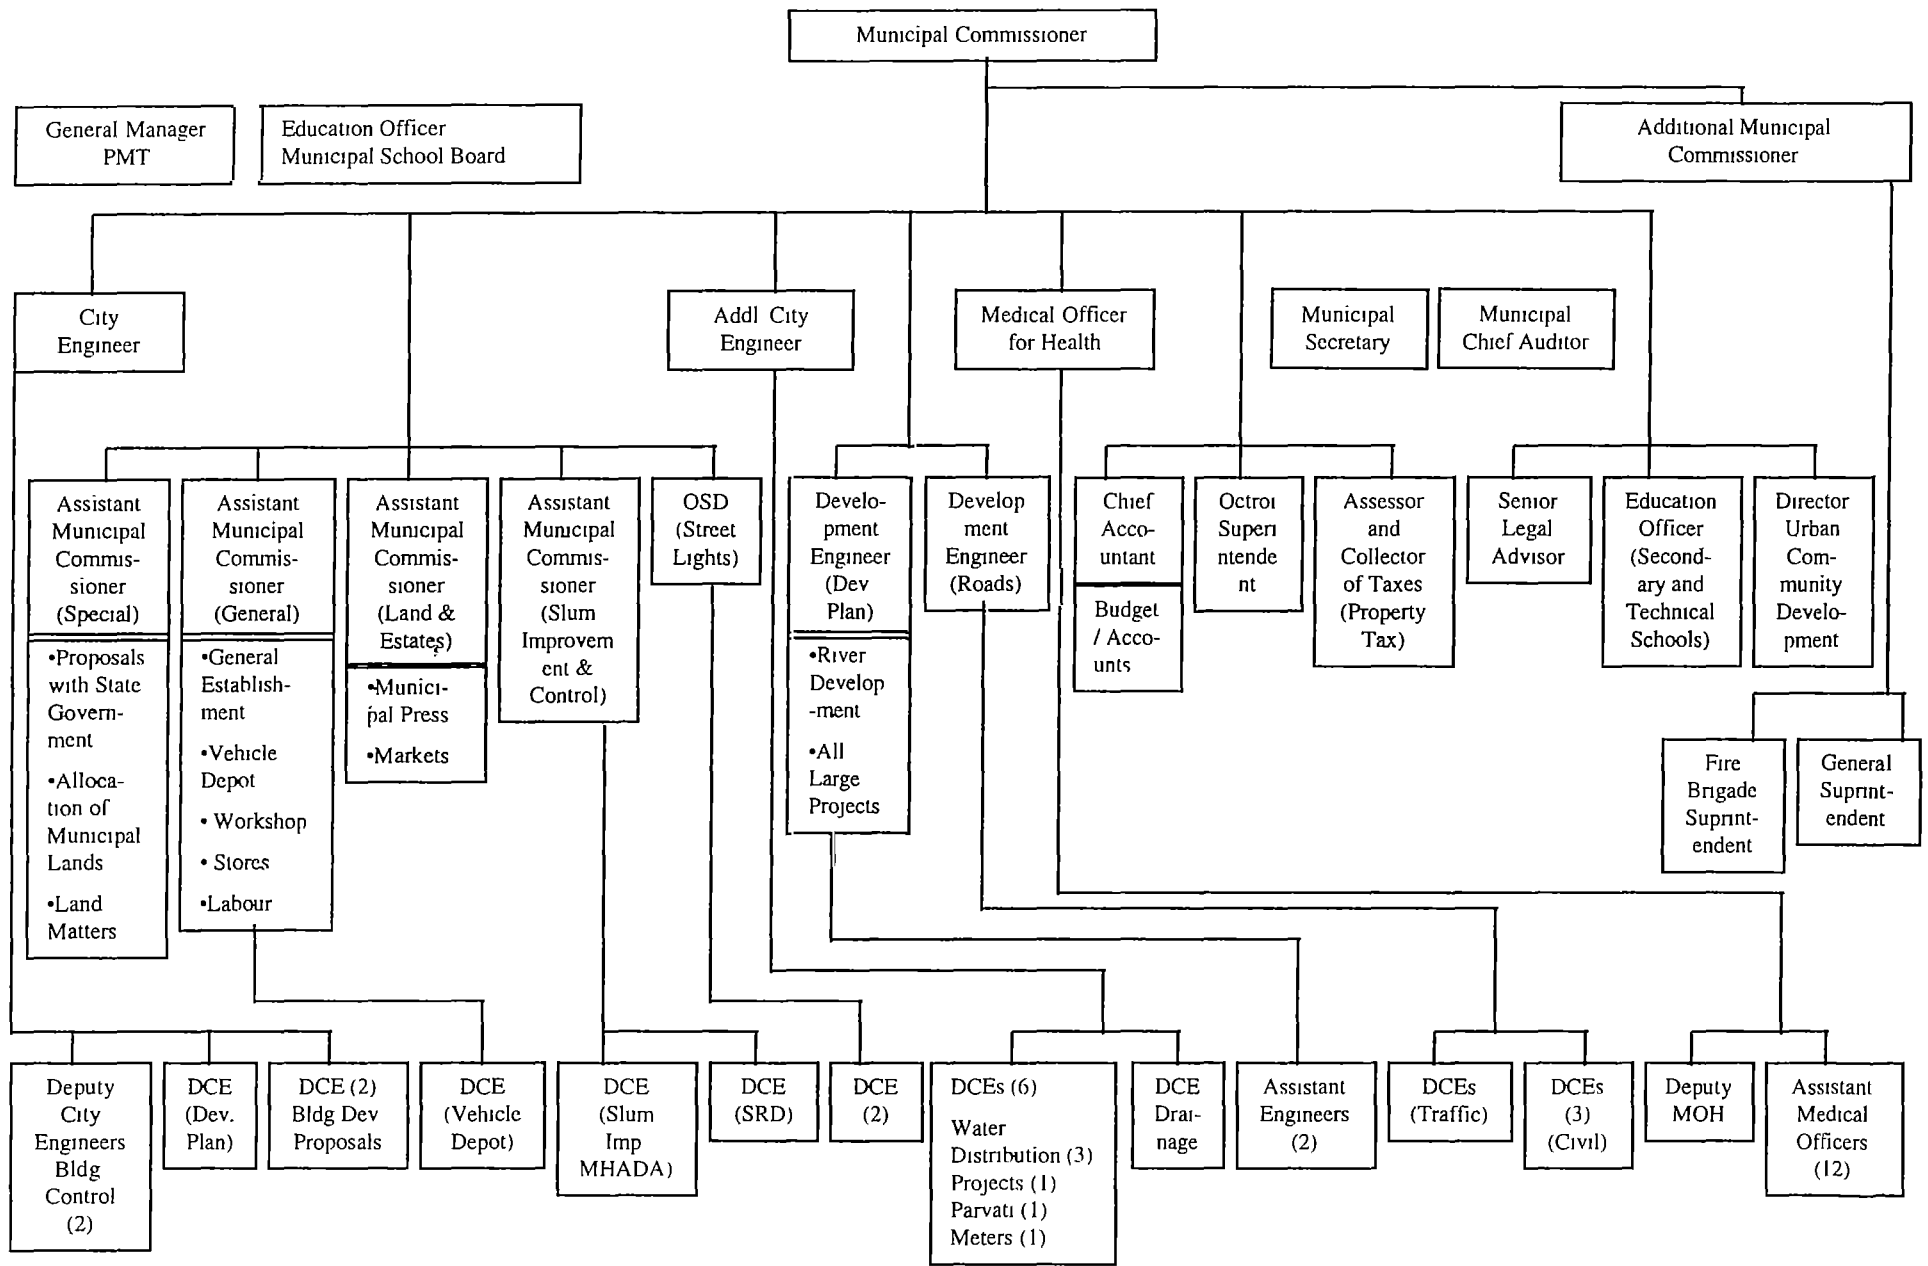 Municipal Commissioner
General Manager
PMT
Education Officer
Municipal School Board
Additional Municipal
Commissioner
City
Engineer
Addl City
Engineer
Medical Officer
for Health
Municipal
Secretary
Municipal
Chief Auditor
Assistant
Municipal
Commis-
sioner
(Special)
•Proposals
with State
Govern-
ment
•Alloca-
tion of
Municipal
Lands
•Land
Matters
Assistant
Municipal
Commis-
sioner
(General)
•General
Establish-
ment
•Vehicle
Depot
• Workshop
• Stores
•Labour
Assistant
Municipal
Commis-
sioner
(Land &
Estates)
•Munici-
pal Press
•Markets
Assistant
Municipal
Commis-
sioner
(Slum
Improvem
ent &
Control)
OSD
(Street
Lights)
Develo-
pment
Engineer
(Dev
Plan)
•River
Develop
-ment
•All
Large
Projects
Develop
ment
Engineer
(Roads)
Chief
Acco-
untant
Budget
/ Acco-
unts
Octroi
Superi
ntende
nt
Assessor
and
Collector
of Taxes
(Property
Tax)
Senior
Legal
Advisor
Education
Officer
(Second-
ary and
Technical
Schools)
Director
Urban
Com-
munity
Develo-
pment
Fire
Brigade
Suprint-
endent
General
Suprint-
endent
Deputy
City
Engineers
Bldg
Control
(2)
DCE
(Dev.
Plan)
DCE (2)
Bldg Dev
Proposals
DCE
(Vehicle
Depot)
DCE
(Slum
Imp
MHADA)
DCE
(SRD)
DCE
(2)
DCEs (6)
Water
Distribution (3)
Projects (1)
Parvati (1)
Meters (1)
DCE
Drai-
nage
Assistant
Engineers
(2)
DCEs
(Traffic)
DCEs
(3)
(Civil)
Deputy
MOH
Assistant
Medical
Officers
(12)